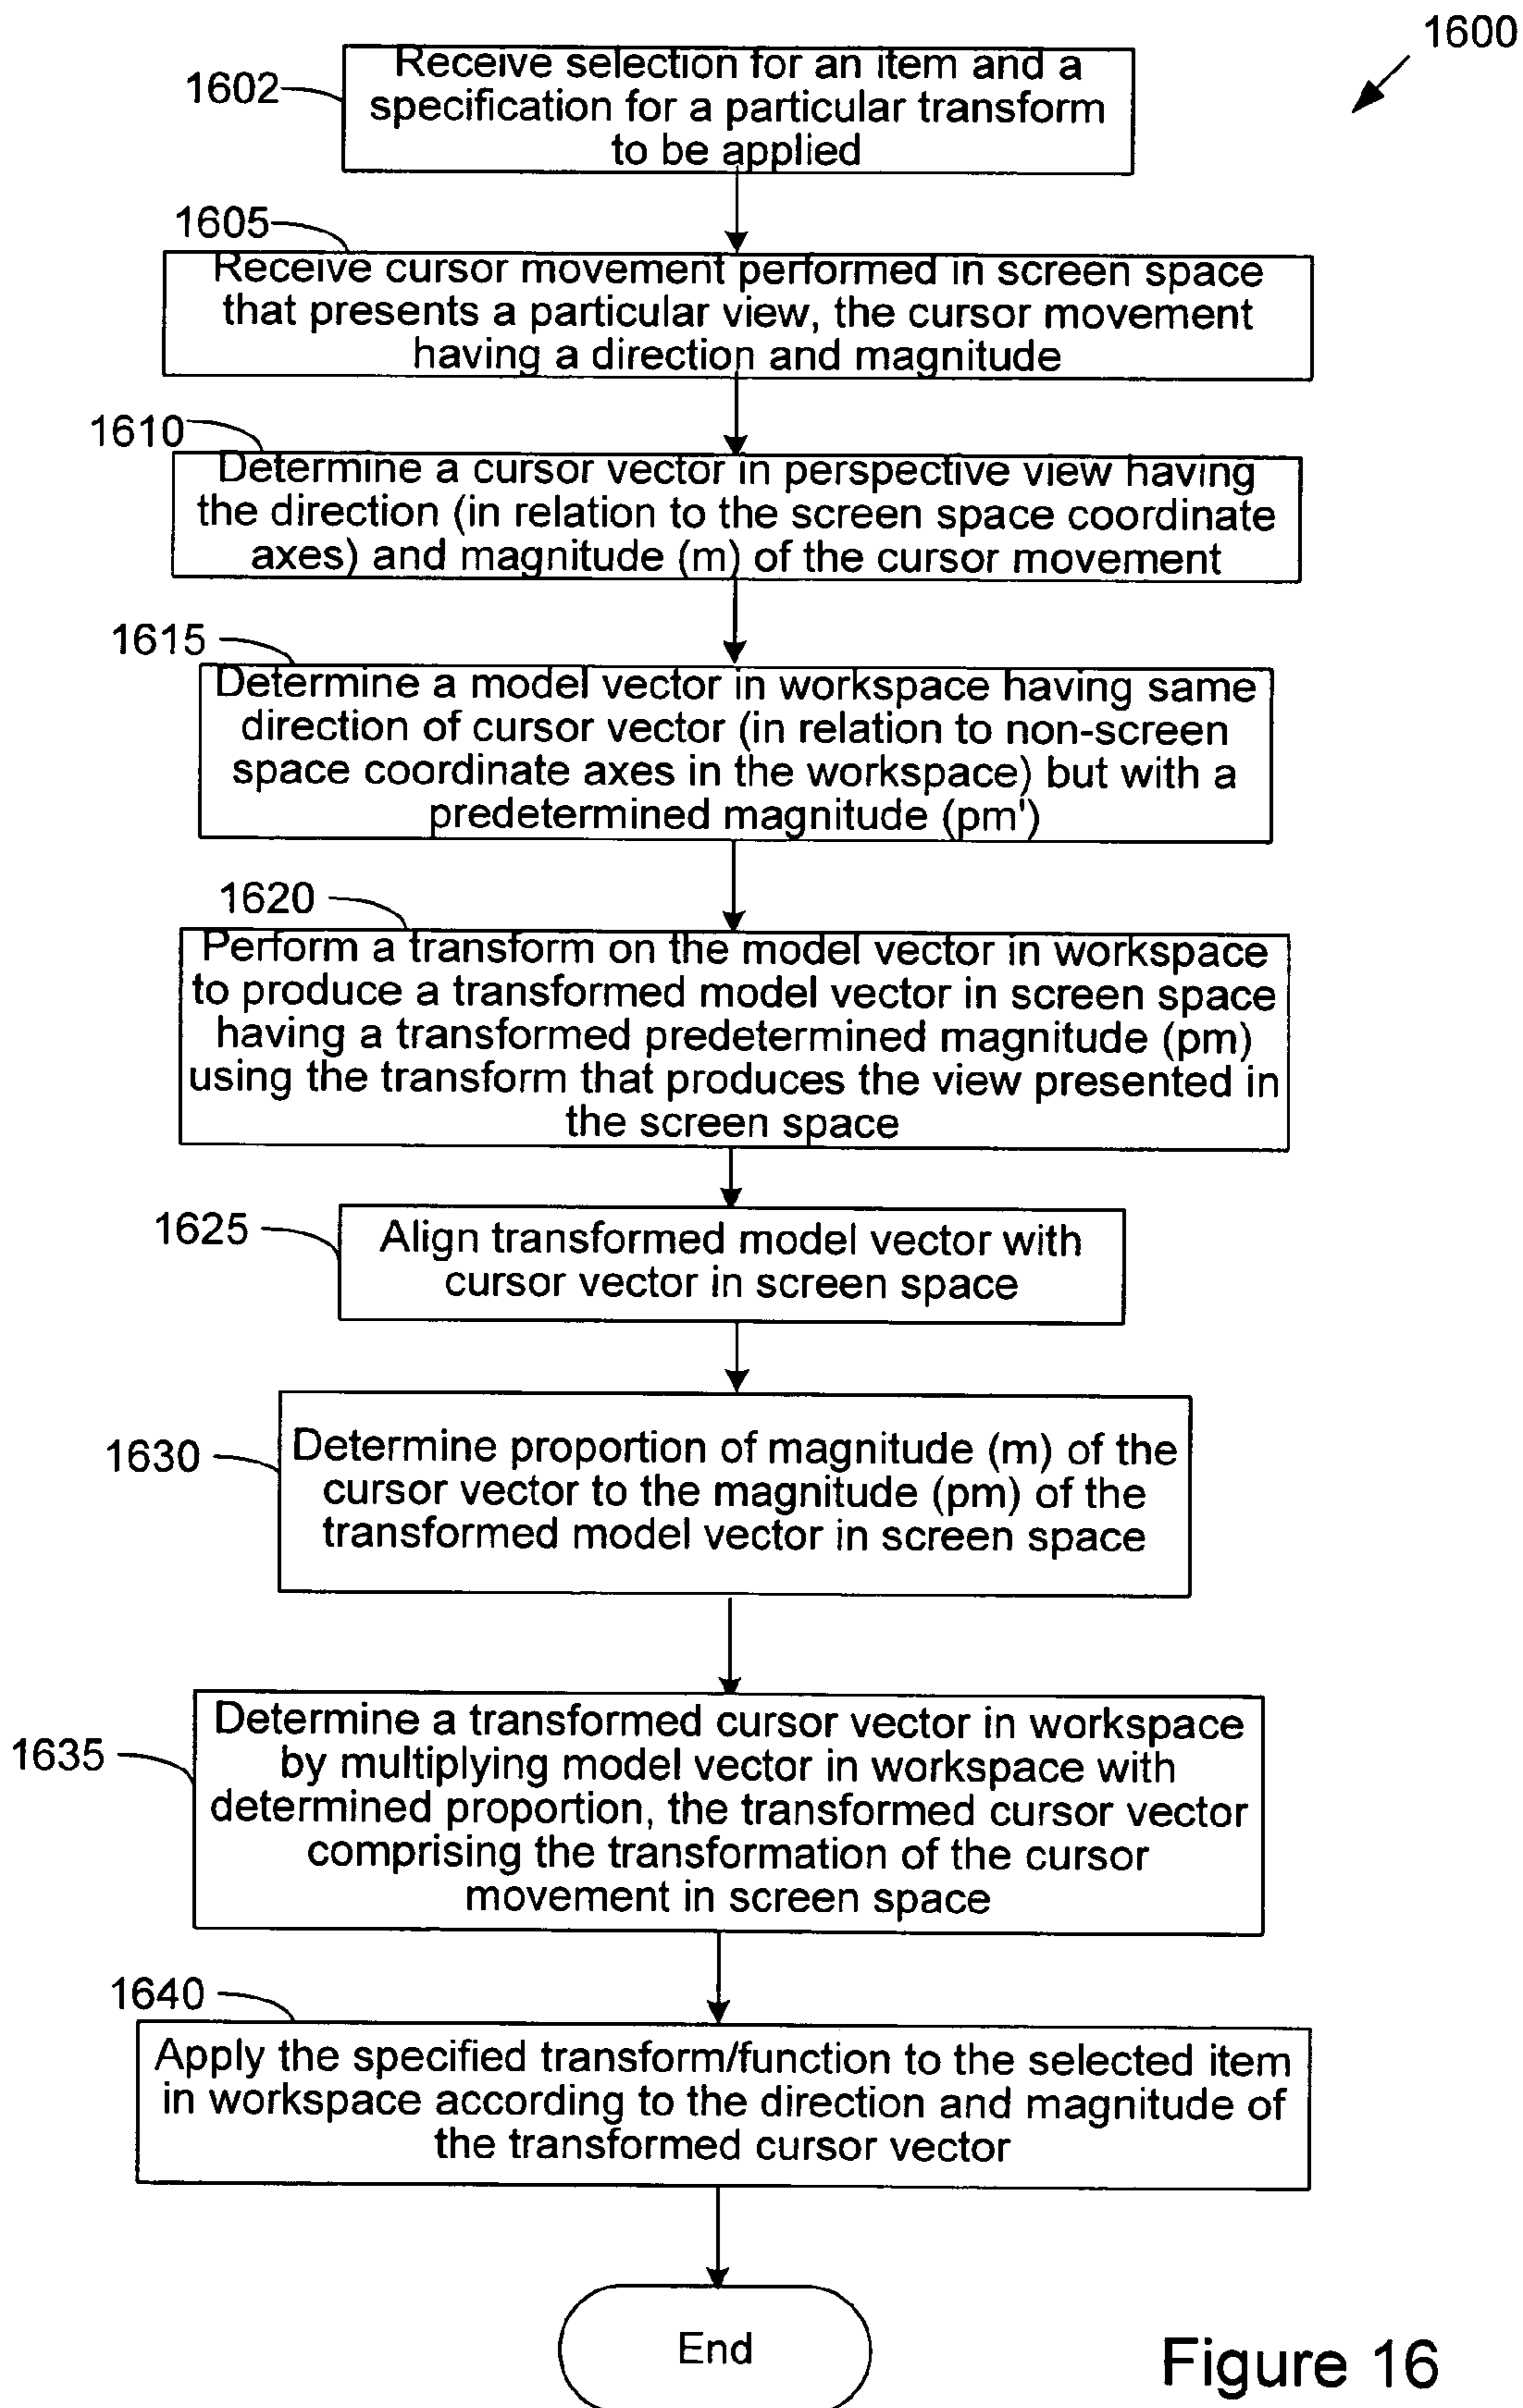 1600
1602
Receive selection for an item and a
specification for a particular transform
to be applied
1605
Receive cursor movement performed in screen space
that presents a particular view, the cursor movement
having a direction and magnitude
1610
Determine a cursor vector in perspective view having
the direction (in relation to the screen space coordinate
axes) and magnitude (m) of the cursor movement
1615
Determine a model vector in workspace having same
direction of cursor vector (in relation to non-screen
space coordinate axes in the workspace) but with a
predetermined magnitude (pm')
1620
Perform a transform on the model vector in workspace
to produce a transformed model vector in screen space
having a transformed predetermined magnitude (pm)
using the transform that produces the view presented in
the screen space
1625
Align transformed model vector with
cursor vector in screen space
1630
Determine proportion of magnitude (m) of the
cursor vector to the magnitude (pm) of the
transformed model vector in screen space
1635
Determine a transformed cursor vector in workspace
by multiplying model vector in workspace with
determined proportion, the transformed cursor vector
comprising the transformation of the cursor
movement in screen space
1640
Apply the specified transform/function to the selected item
in workspace according to the direction and magnitude of
the transformed cursor vector
End
Figure 16